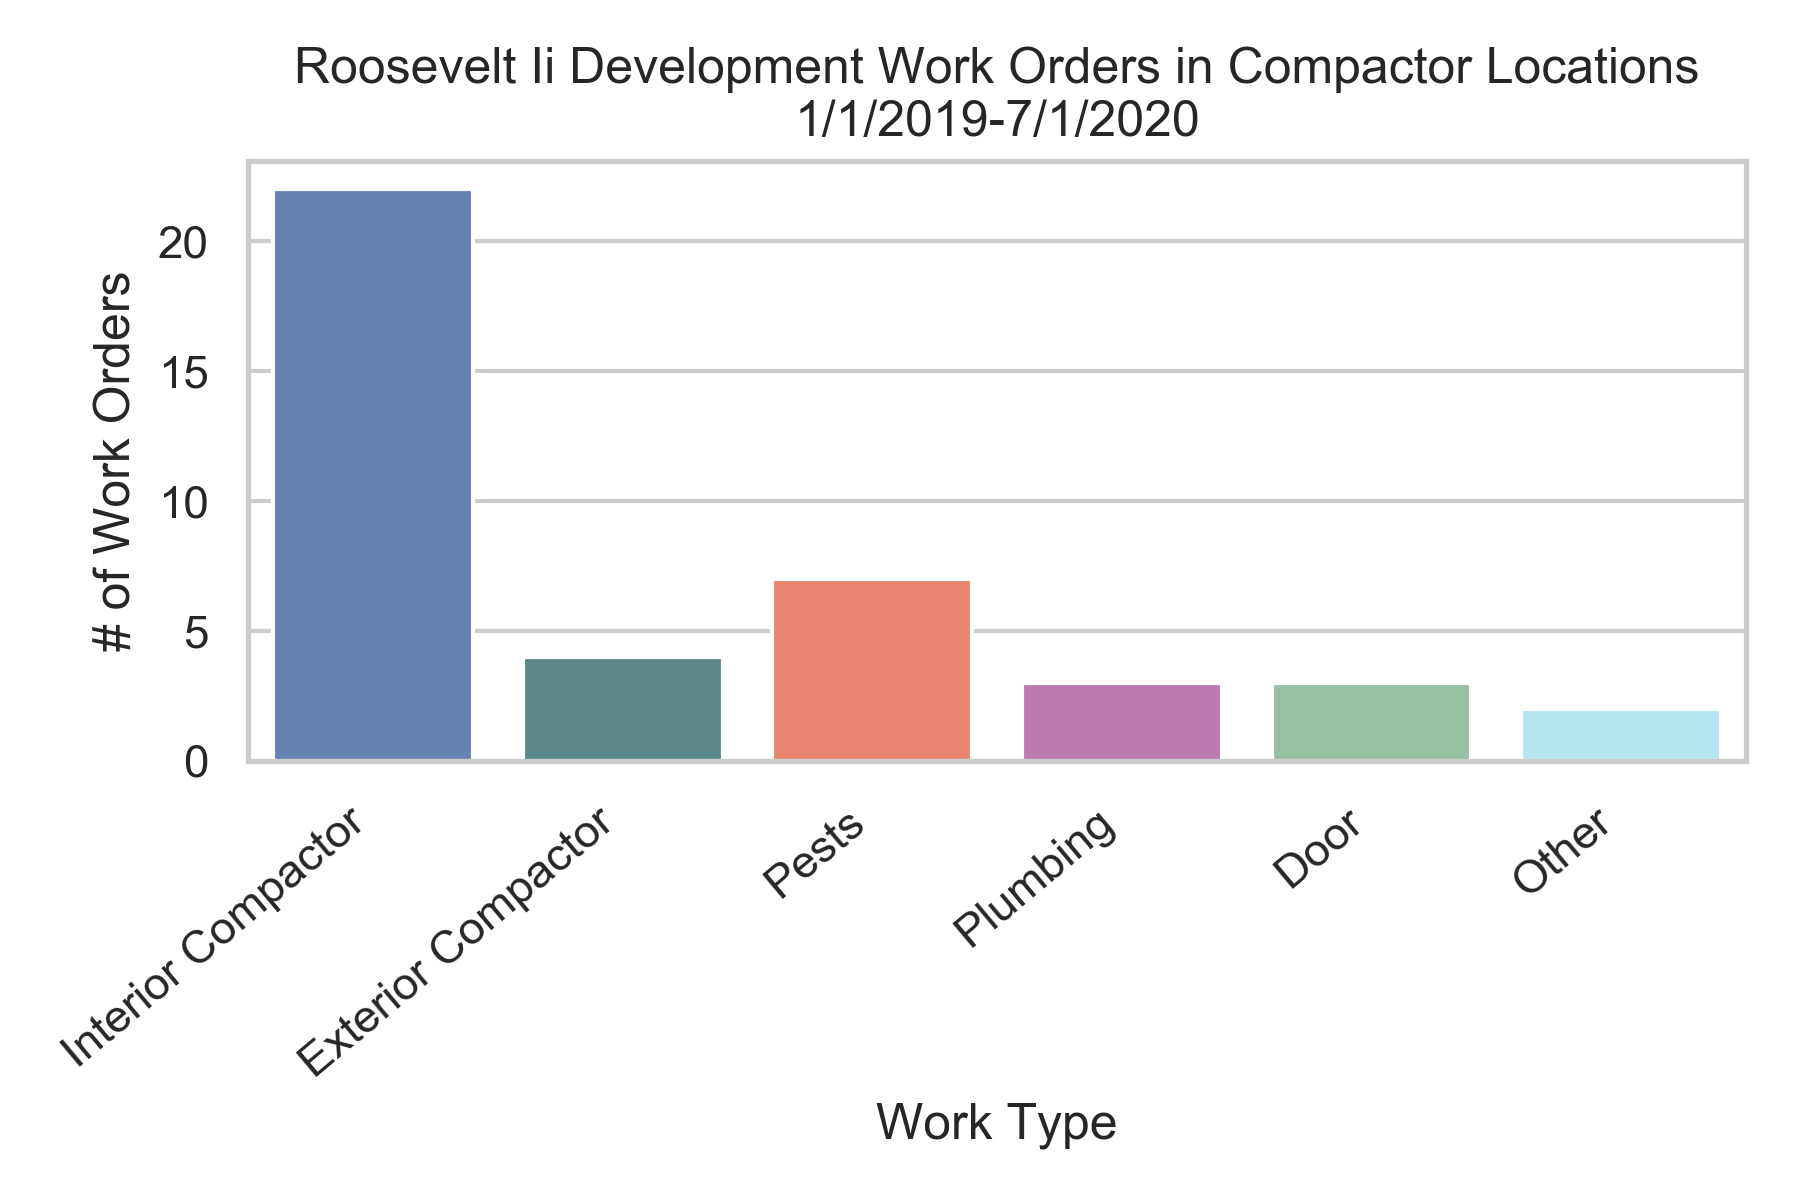 Roosevelt Ii Development Work Orders in Compactor Locations
1/1/2019-7/1/2020
# of Work Orders
20
15
10
5
0
Interior Compactor
Exterior Compactor
Pests
Plumbing
Door
Other
Work Type